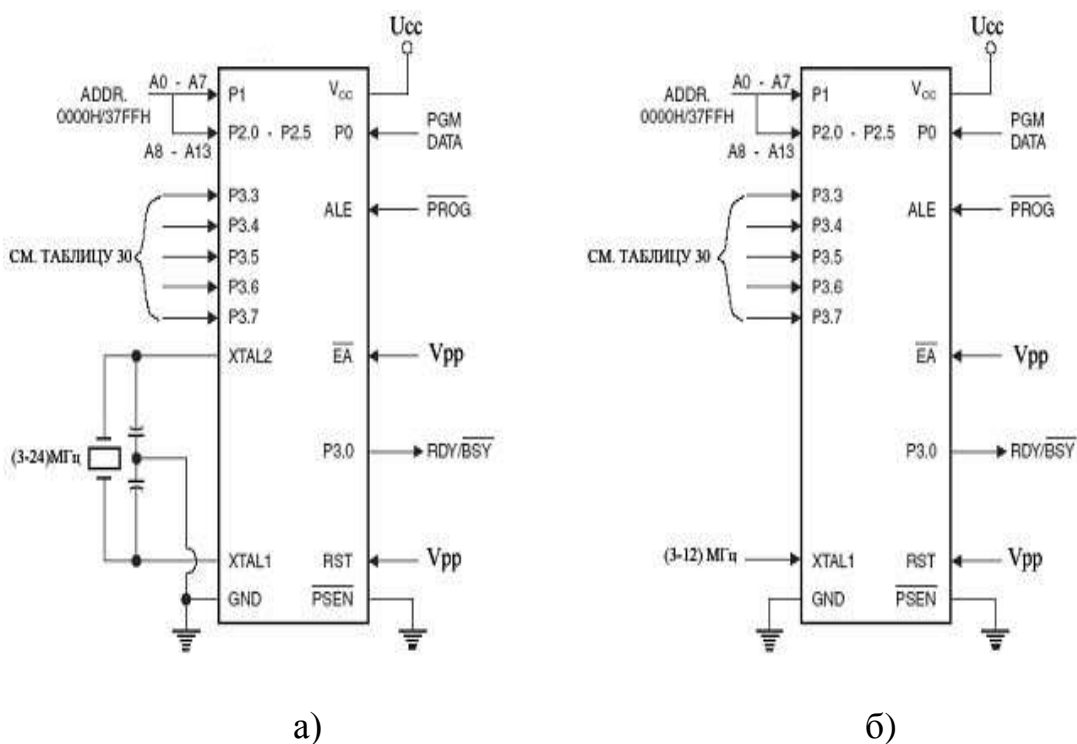 Ucc
A0 - A7
ADDR.
0000H/37FFH
A8 - A13
P1
P2.0 - P2.5
VCC
P0
PGM
DATA
P3.3
P3.4
P3.5
P3.6
P3.7
СМ. ТАБЛИЦУ 30
ALE
PROG
XTAL2
EA
Vpp
(3-24)МГц
P3.0
RDY/BSY
XTAL1
RST
Vpp
GND
PSEN
а)
Ucc
A0 - A7
ADDR.
0000H/37FFH
A8 - A13
P1
P2.0 - P2.5
VCC
P0
PGM
DATA
P3.3
P3.4
P3.5
P3.6
P3.7
СМ. ТАБЛИЦУ 30
ALE
PROG
EA
Vpp
P3.0
RDY/BSY
(3-12) МГц
XTAL1
RST
Vpp
GND
PSEN
б)